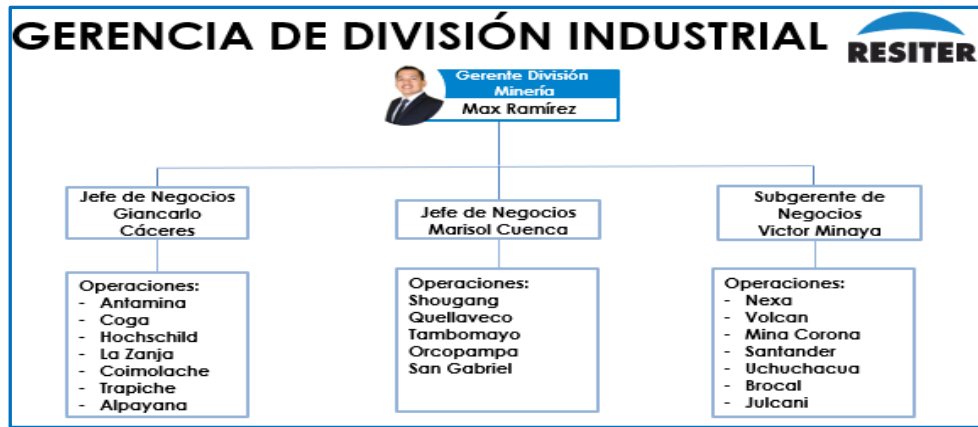 GERENCIA DE DIVISIÓN INDUSTRIAL
RESITER
Gerente División
Minería
Max Ramírez
Jefe de Negocios
Giancarlo
Cáceres
Jefe de Negocios
Marisol Cuenca
Subgerente de
Negocios
Victor Minaya
Operaciones:
- Antamina
- Coga
- Hochschild
- La Zanja
- Coimolache
- Trapiche
- Alpayana
Operaciones:
Shougang
Quellaveco
Tambomayo
Orcopampa
San Gabriel
Operaciones:
- Nexa
- Volcan
- Mina Corona
- Santander
- Uchuchacua
- Brocal
- Julcani